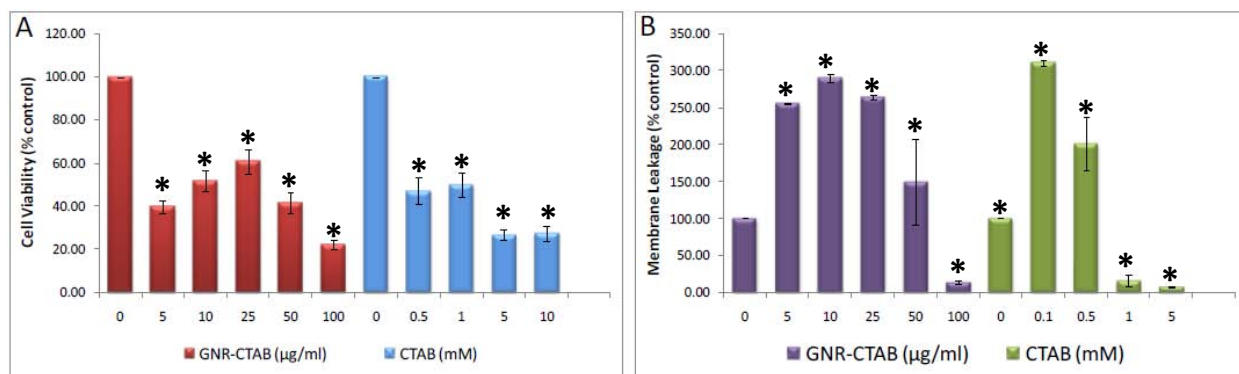 A
Cell Viability (% control)
120.00
100.00
80.00
60.00
40.00
20.00
0.00
* * * * * * * * *
0 5 10 25 50 100 0 0.5 1 5 10
GNR-CTAB (µg/ml) CTAB (mM)
B
Membrane Leakage (% control)
350.00
300.00
250.00
200.00
150.00
100.00
50.00
0.00
* * * * * * * * * *
0 5 10 25 50 100 0 0.1 0.5 1 5
GNR-CTAB (µg/ml) CTAB (mM)